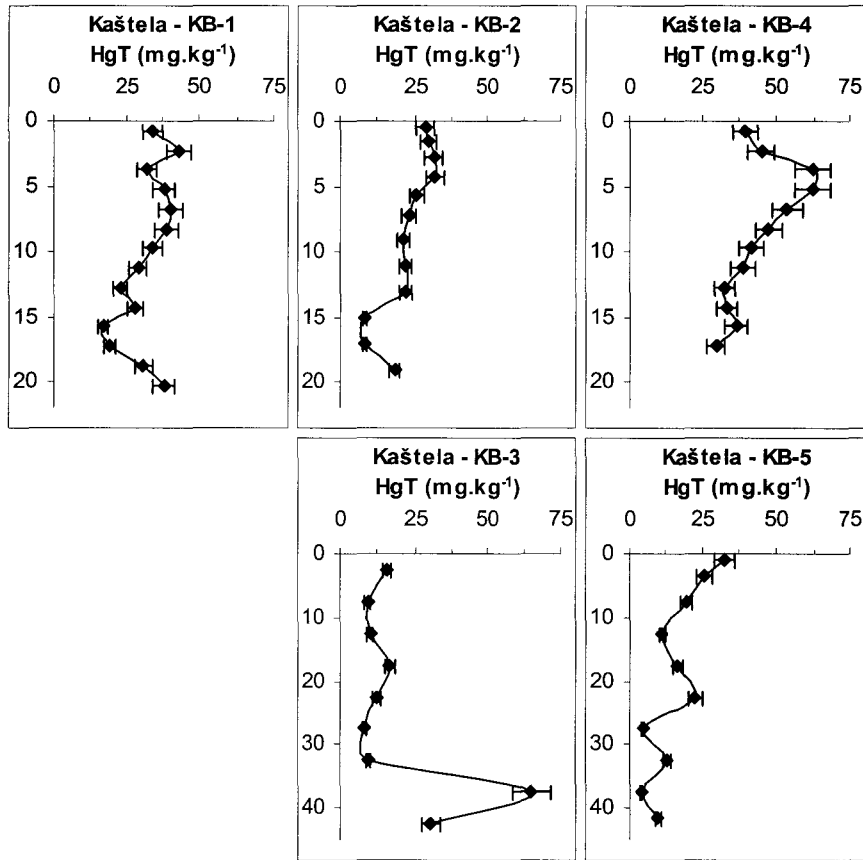 Kaštela - KB-1
HgT (mg.kg-1)
0 25 50 75
0
5
10
15
20
Kaštela - KB-2
HgT (mg.kg-1)
0 25 50 75
0
5
10
15
20
Kaštela - KB-4
HgT (mg.kg-1)
0 25 50 75
0
5
10
15
20
Kaštela - KB-3
HgT (mg.kg-1)
0 25 50 75
0
10
20
30
40
Kaštela - KB-5
HgT (mg.kg-1)
0 25 50 75
0
10
20
30
40